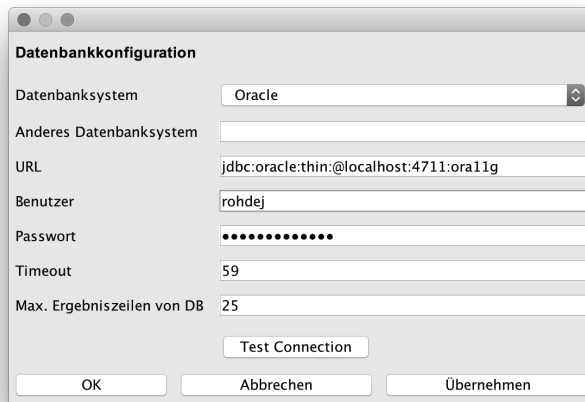 Datenbankkonfiguration
Datenbanksystem Oracle
Anderes Datenbanksystem
URL jdbc:oracle:thin:@localhost:4711:ora11g
Benutzer rohdej
Passwort •••••••••••••
Timeout 59
Max. Ergebniszeilen von DB 25
Test Connection
OK Abbrechen Übernehmen